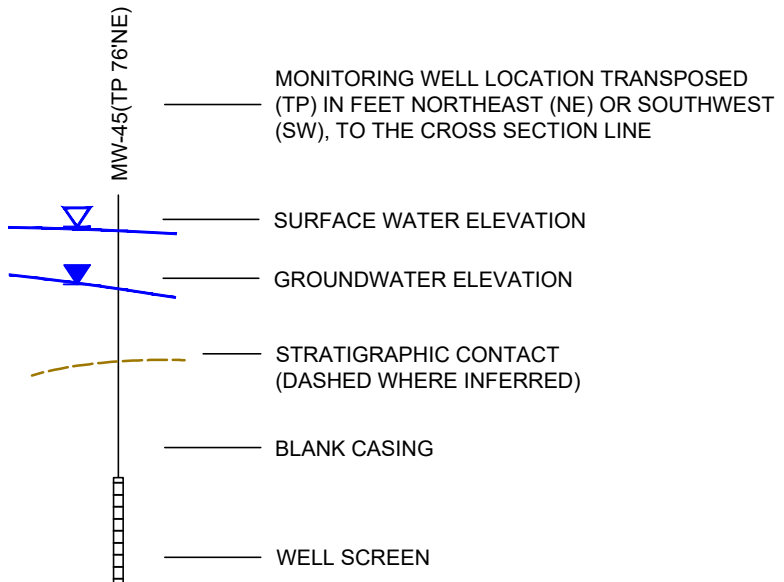 MW-45(TP 76'NE)
MONITORING WELL LOCATION TRANSPOSED
(TP) IN FEET NORTHEAST (NE) OR SOUTHWEST
(SW), TO THE CROSS SECTION LINE
SURFACE WATER ELEVATION
GROUNDWATER ELEVATION
STRATIGRAPHIC CONTACT
(DASHED WHERE INFERRED)
BLANK CASING
WELL SCREEN